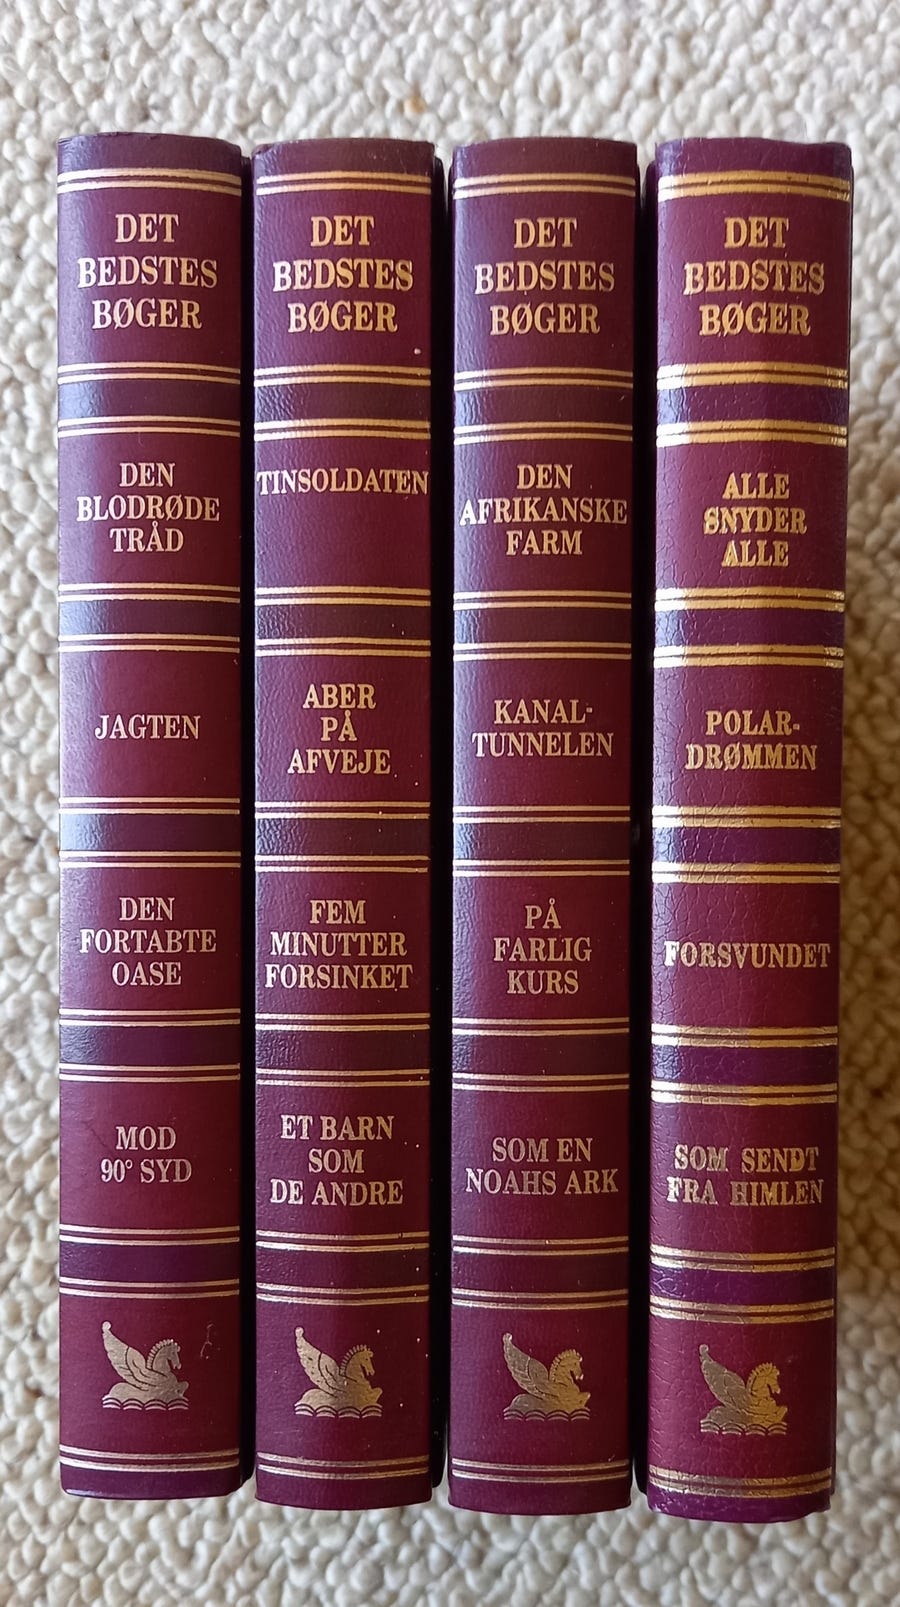 DET
BEDSTES
BØGER
DEN
BLODRØDE
TRÅD
JAGTEN
DEN
FORTABTE
OASE
MOD
90° SYD
DET
BEDSTES
BØGER
TINSOLDATEN
ABER
PÅ
AFVEJE
FEM
MINUTTER
FORSINKET
ET BARN
SOM
DE ANDRE
DET
BEDSTES
BØGER
DEN
AFRIKANSKE
FARM
KANAL-
TUNNELEN
PÅ
FARLIG
KURS
SOM EN
NOAHS ARK
DET
BEDSTES
BØGER
ALLE
SNYDER
ALLE
POLAR-
DRØMMEN
FORSVUNDET
SOM SENDT
FRA HIMLEN